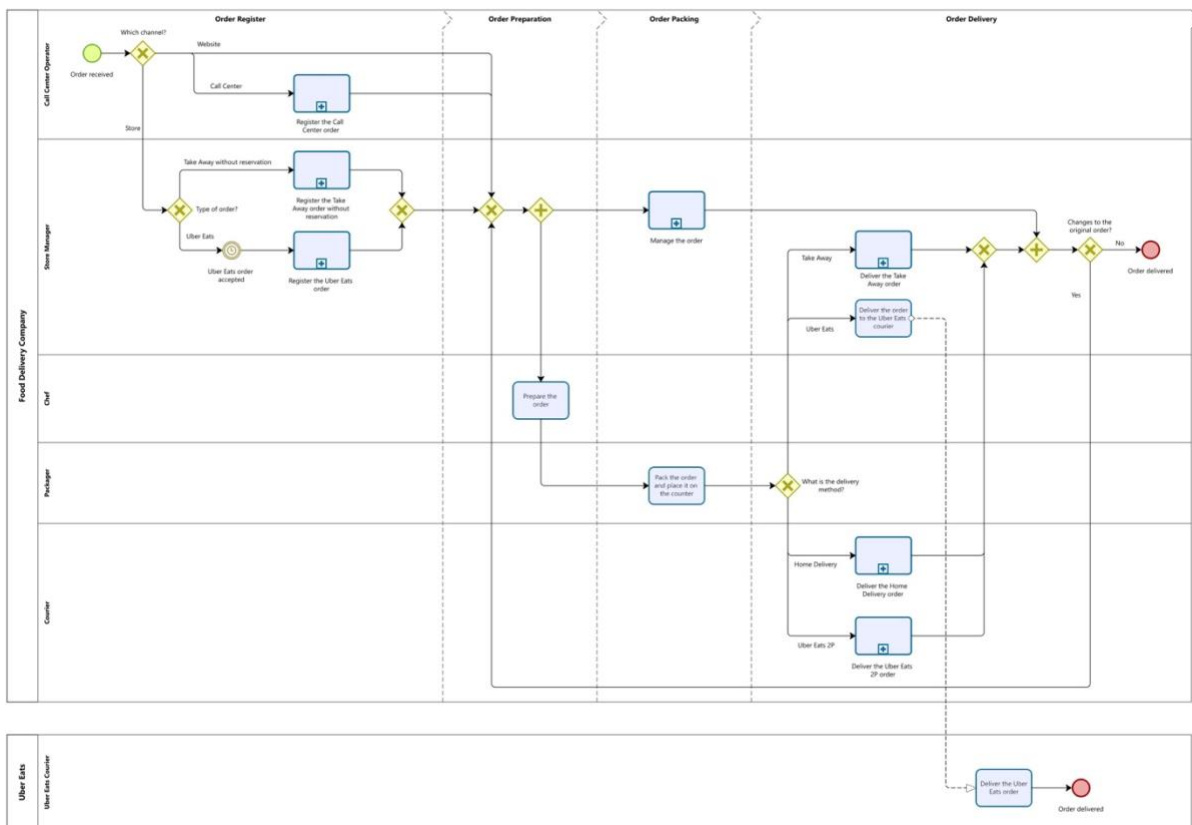 Order Register
Order Preparation
Order Packing
Order Delivery
Food Delivery Company
Call Center Operator
Which channel?
Order received
Website
Call Center
Register the Call
Center order
Store
Store Manager
Take Away without reservation
Register the Take
Away order without
reservation
Type of order?
Uber Eats
Uber Eats order
accepted
Register the Uber Eats
order
Manage the order
Take Away
Deliver the Take
Away order
Uber Eats
Deliver the order
to the Uber Eats
courier
Changes to the
original order?
No
Order delivered
Yes
Chef
Prepare the
order
Packager
Pack the order
and place it on
the counter
What is the delivery
method?
Courier
Home Delivery
Deliver the Home
Delivery order
Uber Eats 2P
Deliver the Uber Eats
2P order
Uber Eats
Uber Eats Courier
Deliver the Uber
Eats order
Order delivered